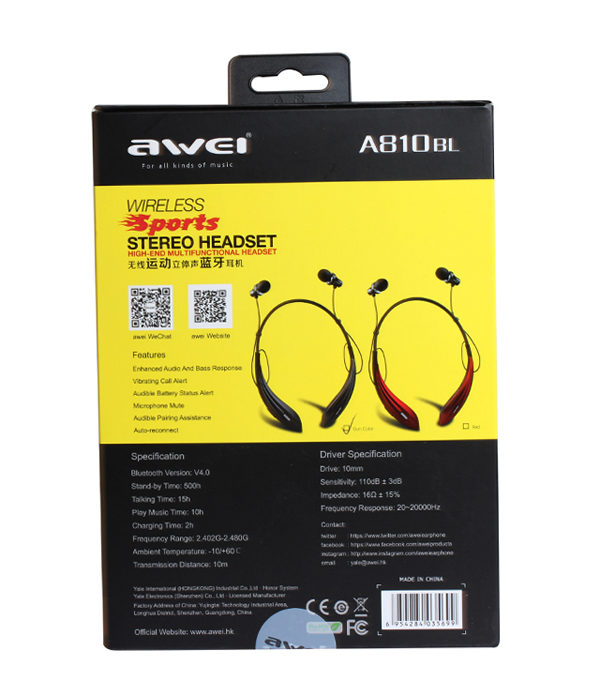 awei®
For all kinds of music
A810BL
WIRELESS
Sports
STEREO HEADSET
HIGH-END MULTIFUNCTIONAL HEADSET
无线运动立体声蓝牙耳机
awei WeChat
awei Website
Features
Enhanced Audio And Bass Response
Vibrating Call Alert
Audible Battery Status Alert
Microphone Mute
Audible Pairing Assistance
Auto-reconnect
Gun Color
Red
Specification
Bluetooth Version: V4.0
Stand-by Time: 500h
Talking Time: 15h
Play Music Time: 10h
Charging Time: 2h
Frequency Range: 2.402G-2.480G
Ambient Temperature: -10/+60℃
Transmission Distance: 10m
Driver Specification
Drive: 10mm
Sensitivity: 110dB ± 3dB
Impedance: 16Ω ± 15%
Frequency Response: 20~20000Hz
Contact:
twitter : https://www.twitter.com/aweiearphone
facebook : https://www.facebook.com/aweiproducts
instagram : http://www.instagram.com/aweiearphone
email : yale@awei.hk
Yale International (HONGKONG) Industrial Co.,Ltd · Honor System
Yale Electronics (Shenzhen) Co.,Ltd · Licensed Manufacturer
Factory Address of China: Yujingtai Technology Industrial Area,
Longhua District, Shenzhen, Guangdong, China
Official Website: www.awei.hk
MADE IN CHINA
CE
FC
6 954284 035699
awei